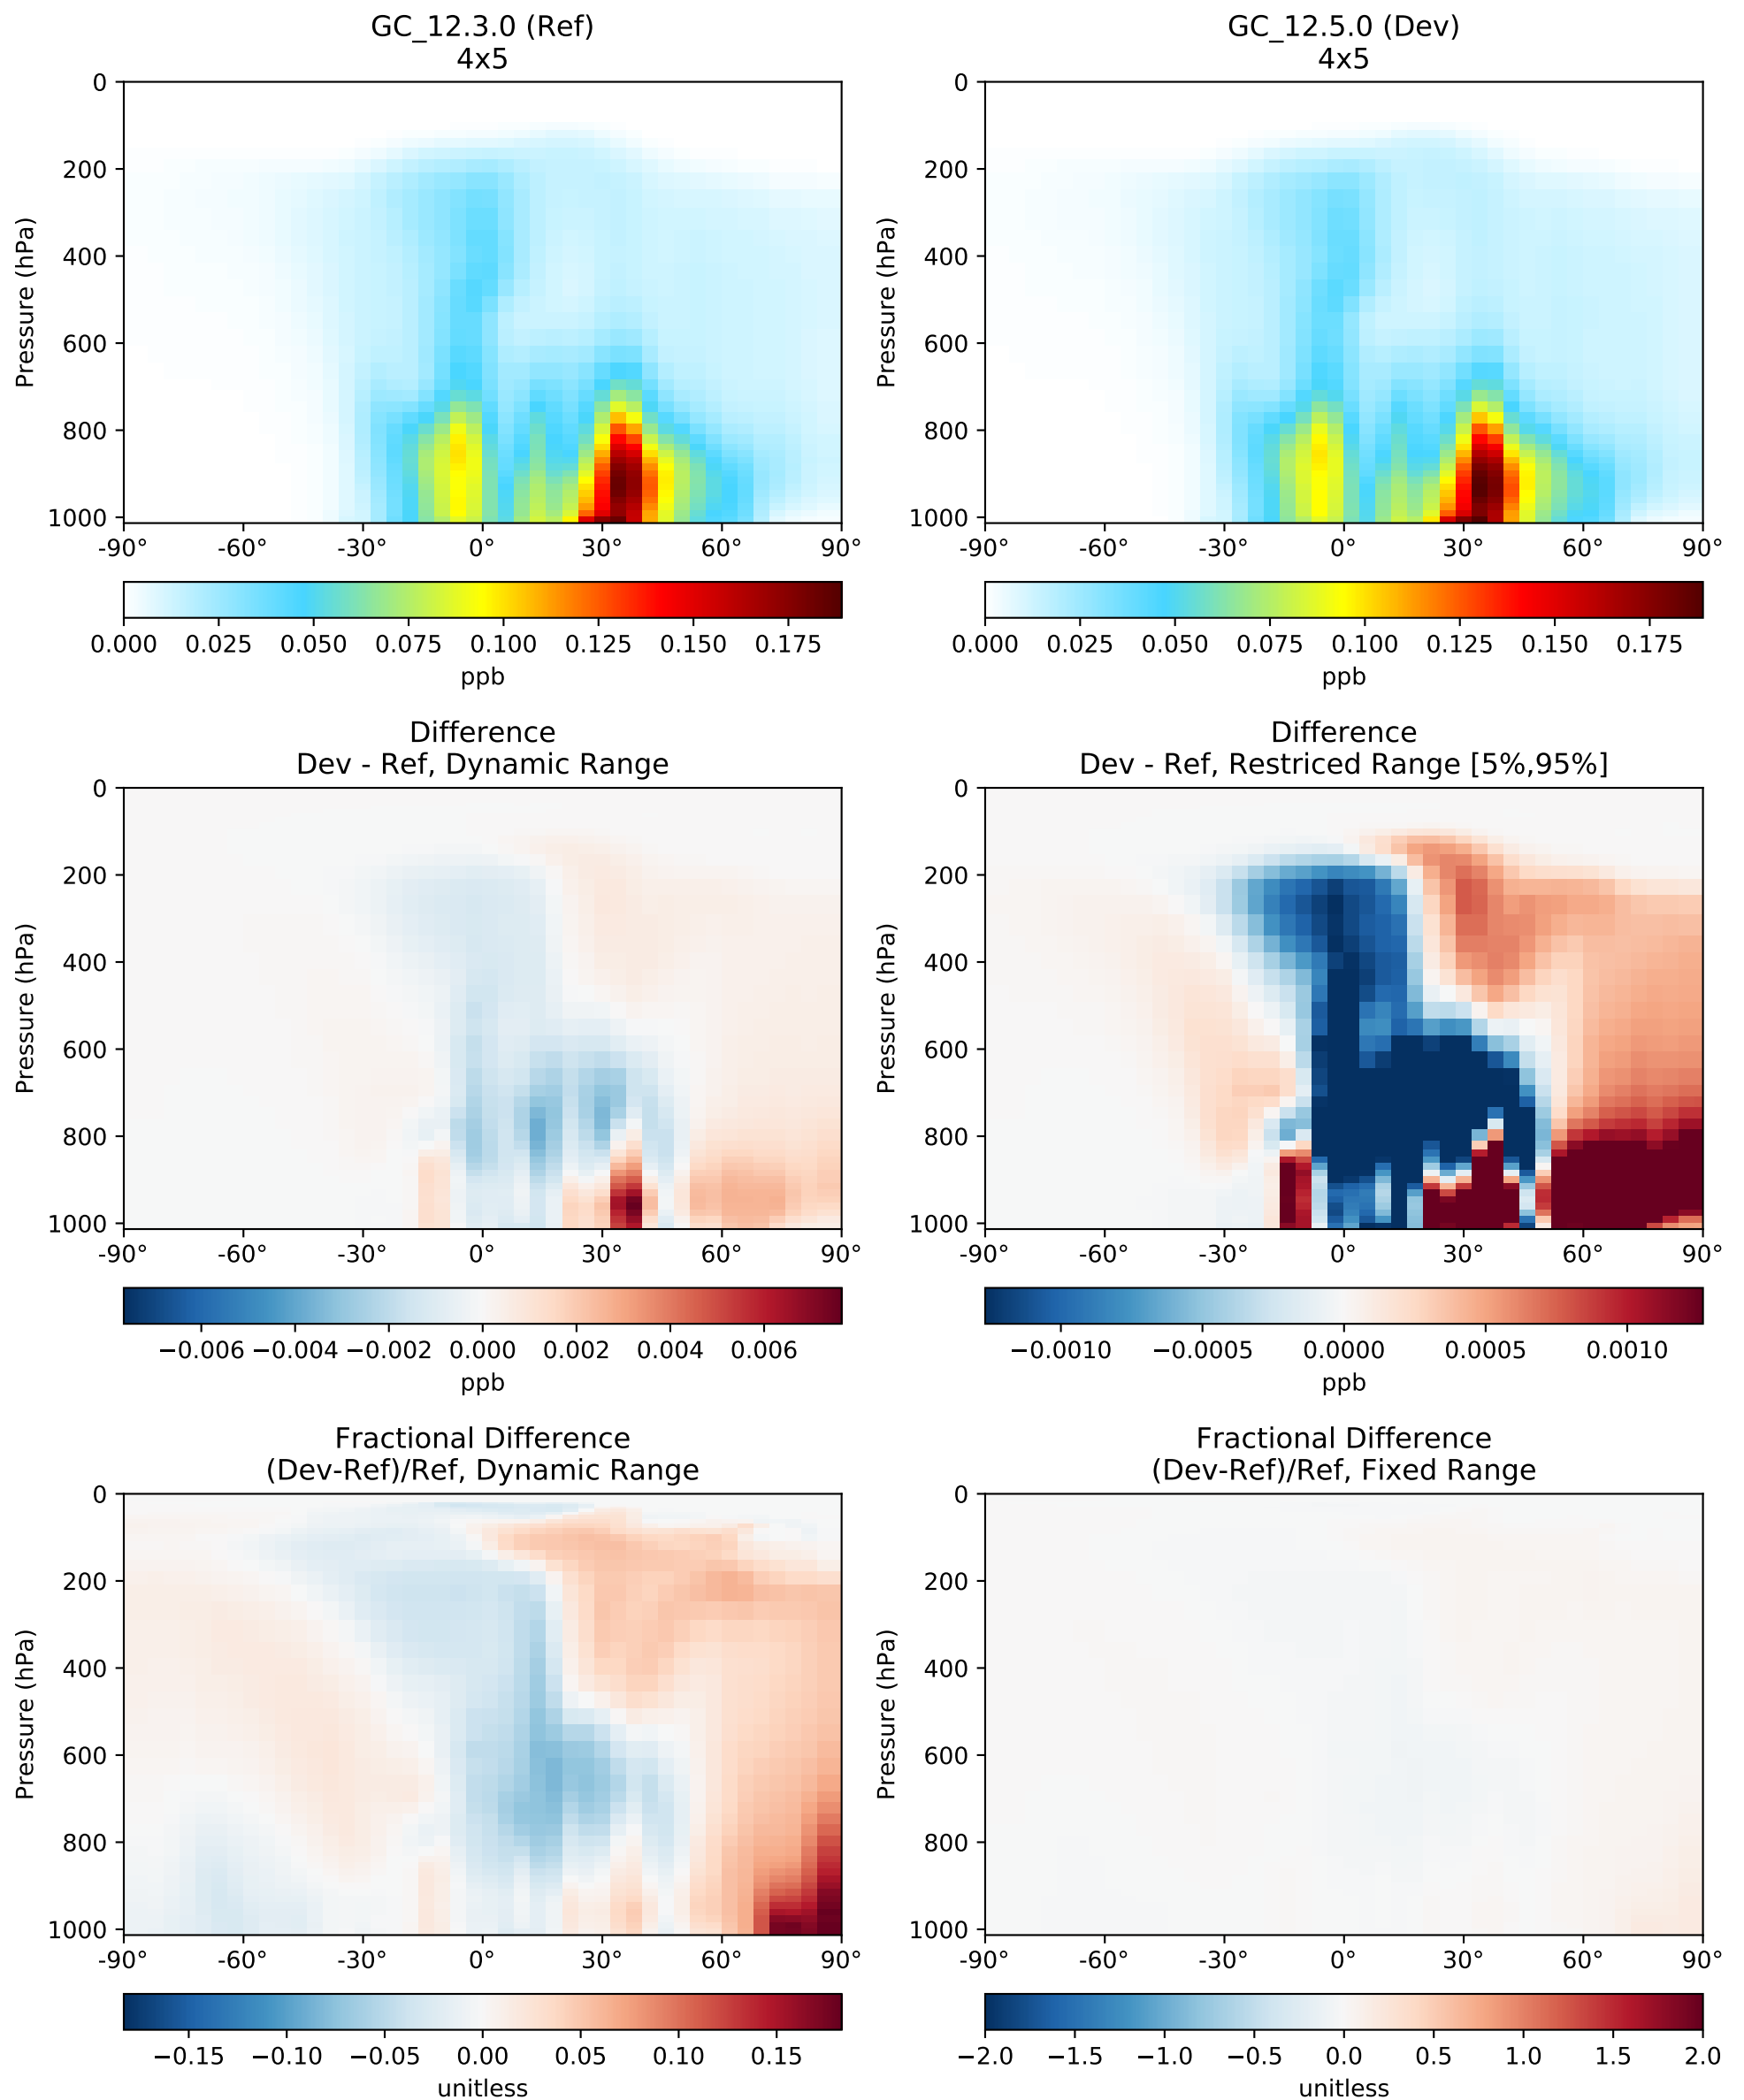 GC_12.3.0 (Ref)
4x5
0
200
400
600
800
1000
Pressure (hPa)
-90° -60° -30° 0° 30° 60° 90°
0.000 0.025 0.050 0.075 0.100 0.125 0.150 0.175
ppb
GC_12.5.0 (Dev)
4x5
0
200
400
600
800
1000
Pressure (hPa)
-90° -60° -30° 0° 30° 60° 90°
0.000 0.025 0.050 0.075 0.100 0.125 0.150 0.175
ppb
Difference
Dev - Ref, Dynamic Range
0
200
400
600
800
1000
Pressure (hPa)
-90° -60° -30° 0° 30° 60° 90°
−0.006 −0.004 −0.002 0.000 0.002 0.004 0.006
ppb
Difference
Dev - Ref, Restriced Range [5%,95%]
0
200
400
600
800
1000
Pressure (hPa)
-90° -60° -30° 0° 30° 60° 90°
−0.0010 −0.0005 0.0000 0.0005 0.0010
ppb
Fractional Difference
(Dev-Ref)/Ref, Dynamic Range
0
200
400
600
800
1000
Pressure (hPa)
-90° -60° -30° 0° 30° 60° 90°
−0.15 −0.10 −0.05 0.00 0.05 0.10 0.15
unitless
Fractional Difference
(Dev-Ref)/Ref, Fixed Range
0
200
400
600
800
1000
Pressure (hPa)
-90° -60° -30° 0° 30° 60° 90°
−2.0 −1.5 −1.0 −0.5 0.0 0.5 1.0 1.5 2.0
unitless